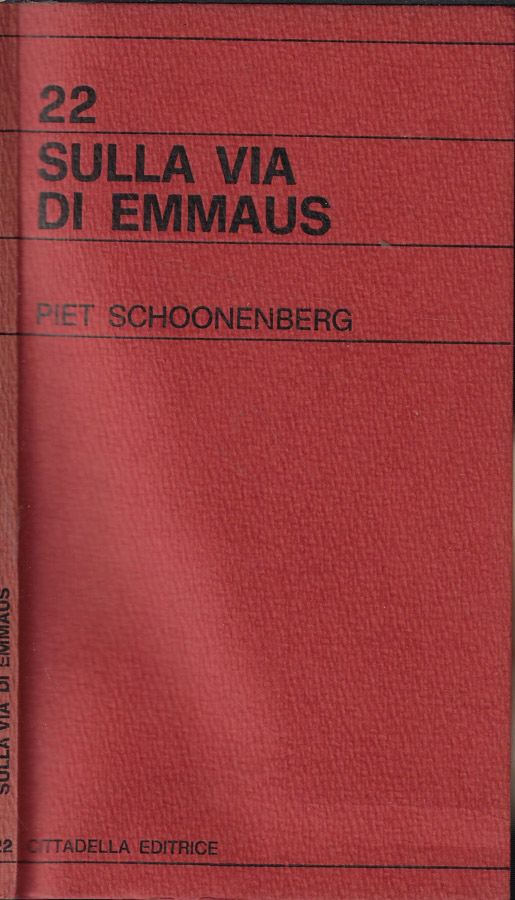 22
SULLA VIA
DI EMMAUS
PIET SCHOONENBERG
CITTADELLA EDITRICE
SULLA VIA DI EMMAUS
22